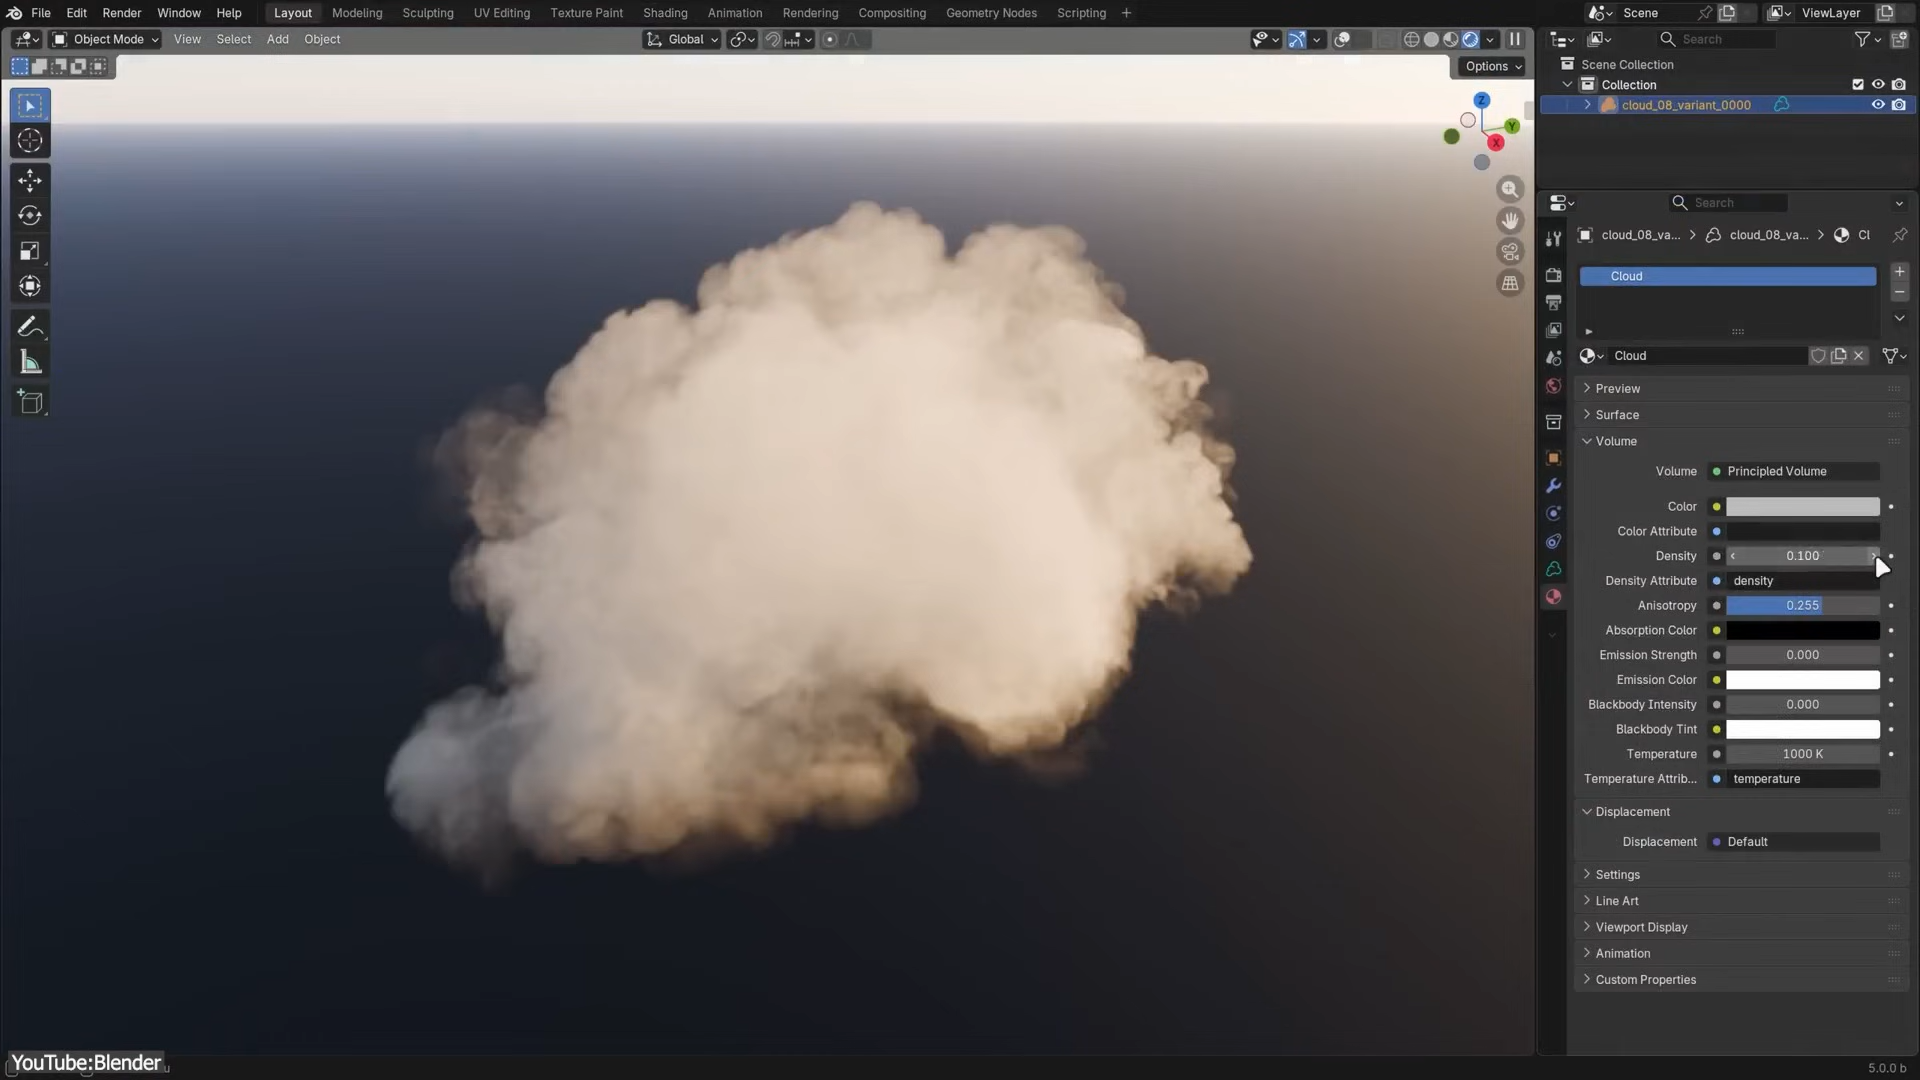 File Edit Render Window Help Layout Modeling Sculpting UV Editing Texture Paint Shading Animation Rendering Compositing Geometry Nodes Scripting + Scene ViewLayer
Object Mode View Select Add Object Global Search
Options
Scene Collection
Collection
cloud_08_variant_0000
Z
Y
X
Search
cloud_08_va... > cloud_08_va... > Cl
Cloud
Cloud
Preview
Surface
Volume
Volume Principled Volume
Color
Color Attribute
Density 0.100
Density Attribute density
Anisotropy 0.255
Absorption Color
Emission Strength 0.000
Emission Color
Blackbody Intensity 0.000
Blackbody Tint
Temperature 1000 K
Temperature Attrib... temperature
Displacement
Displacement Default
Settings
Line Art
Viewport Display
Animation
Custom Properties
YouTube:Blender
5.0.0 b